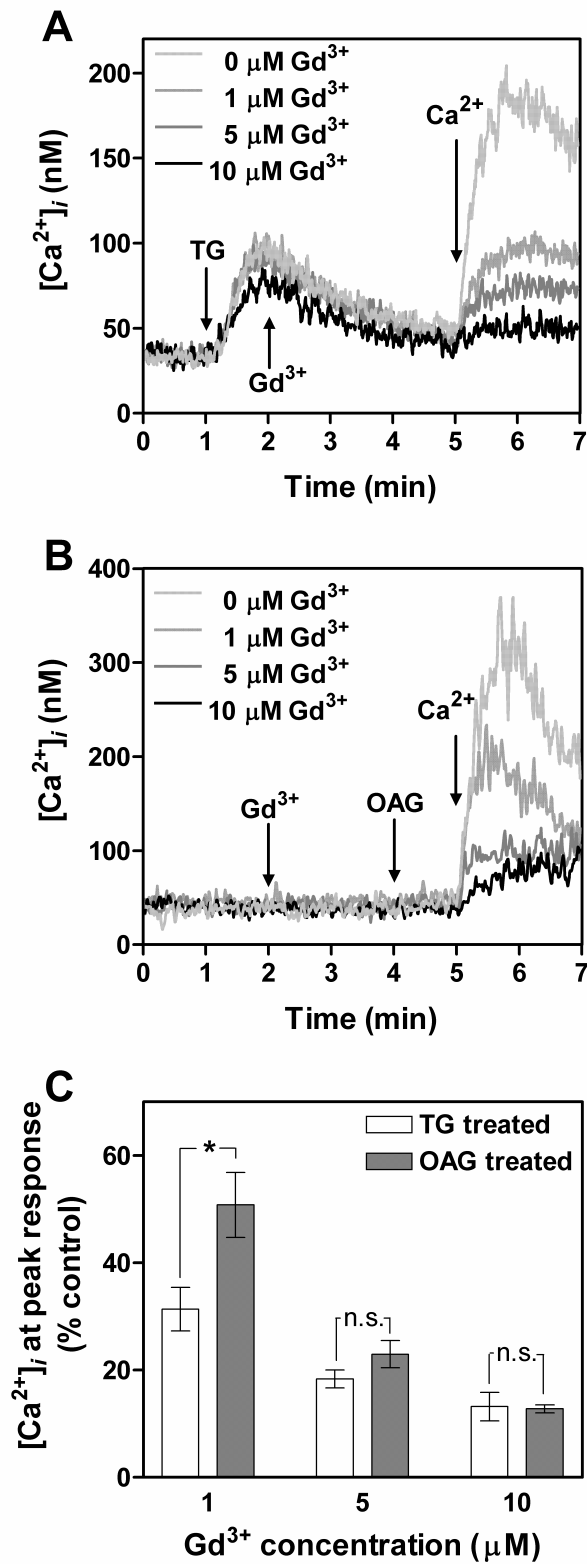 A
0 μM Gd³⁺
1 μM Gd³⁺
5 μM Gd³⁺
10 μM Gd³⁺
TG
Gd³⁺
Ca²⁺
200
150
100
50
0
[Ca²⁺]i (nM)
0 1 2 3 4 5 6 7
Time (min)
B
0 μM Gd³⁺
1 μM Gd³⁺
5 μM Gd³⁺
10 μM Gd³⁺
Gd³⁺
OAG
Ca²⁺
400
300
200
100
0
[Ca²⁺]i (nM)
0 1 2 3 4 5 6 7
Time (min)
C
TG treated
OAG treated
*
n.s.
n.s.
60
40
20
0
[Ca²⁺]i at peak response
(% control)
1 5 10
Gd³⁺ concentration (μM)